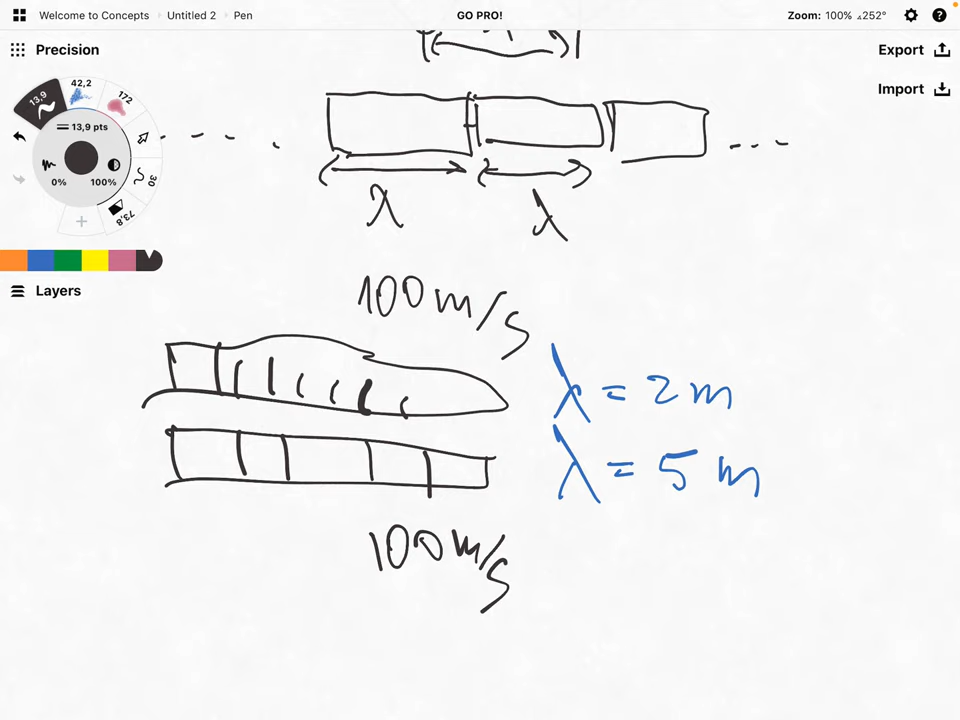 Welcome to Concepts › Untitled 2 › Pen
GO PRO!
Zoom: 100% ⊿252°
Precision
Export
Import
13,9
42,2
172
13,9 pts
0%
100%
30
73,8
Layers
λ
λ
100 m/s
λ = 2 m
λ = 5 m
100 m/s